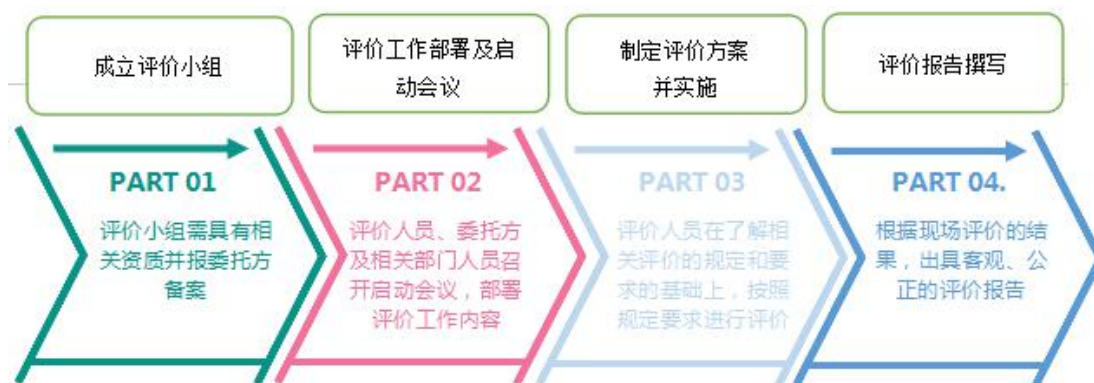 成立评价小组
评价工作部署及启
动会议
制定评价方案
并实施
评价报告撰写
PART 01
评价小组需具有相
关资质并报委托方
备案
PART 02
评价人员、委托方
及相关部门人员召
开启动会议，部署
评价工作内容
PART 03
评价人员在了解相
关评价的规定和要
求的基础上，按照
规定要求进行评价
PART 04.
根据现场评价的结
果，出具客观、公
正的评价报告